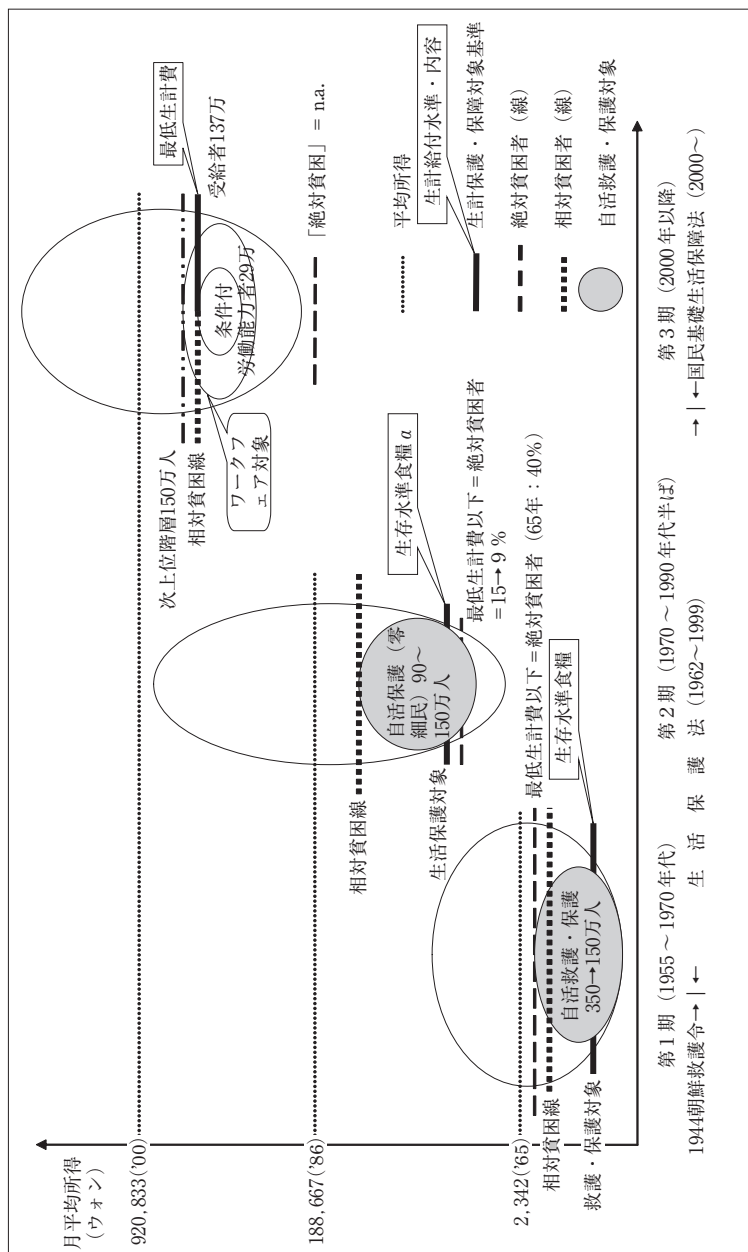 月平均所得
（ウォン）
920,833('00)
188,667('86)
2,342('65)
相対貧困線
救護・保護対象
自活救護・保護
350→150万人
最低生計費以下＝絶対貧困者（65年：40%）
生存水準食糧
相対貧困線
生活保護対象
自活保護（零
細民）90～
150万人
生存水準食糧α
最低生計費以下＝絶対貧困者
＝15→9％
次上位階層150万人
相対貧困線
ワークフ
ェア対象
条件付
労働能力者29万
最低生計費
受給者137万
「絶対貧困」＝n.a.
平均所得
生計給付水準・内容
生計保護・保障対象基準
絶対貧困者（線）
相対貧困者（線）
自活救護・保護対象
第1期（1955～1970年代）
第2期（1970～1990年代半ば）
第3期（2000年以降）
1944朝鮮救護令→｜← 生活保護法（1962～1999） →｜←国民基礎生活保障法（2000～）